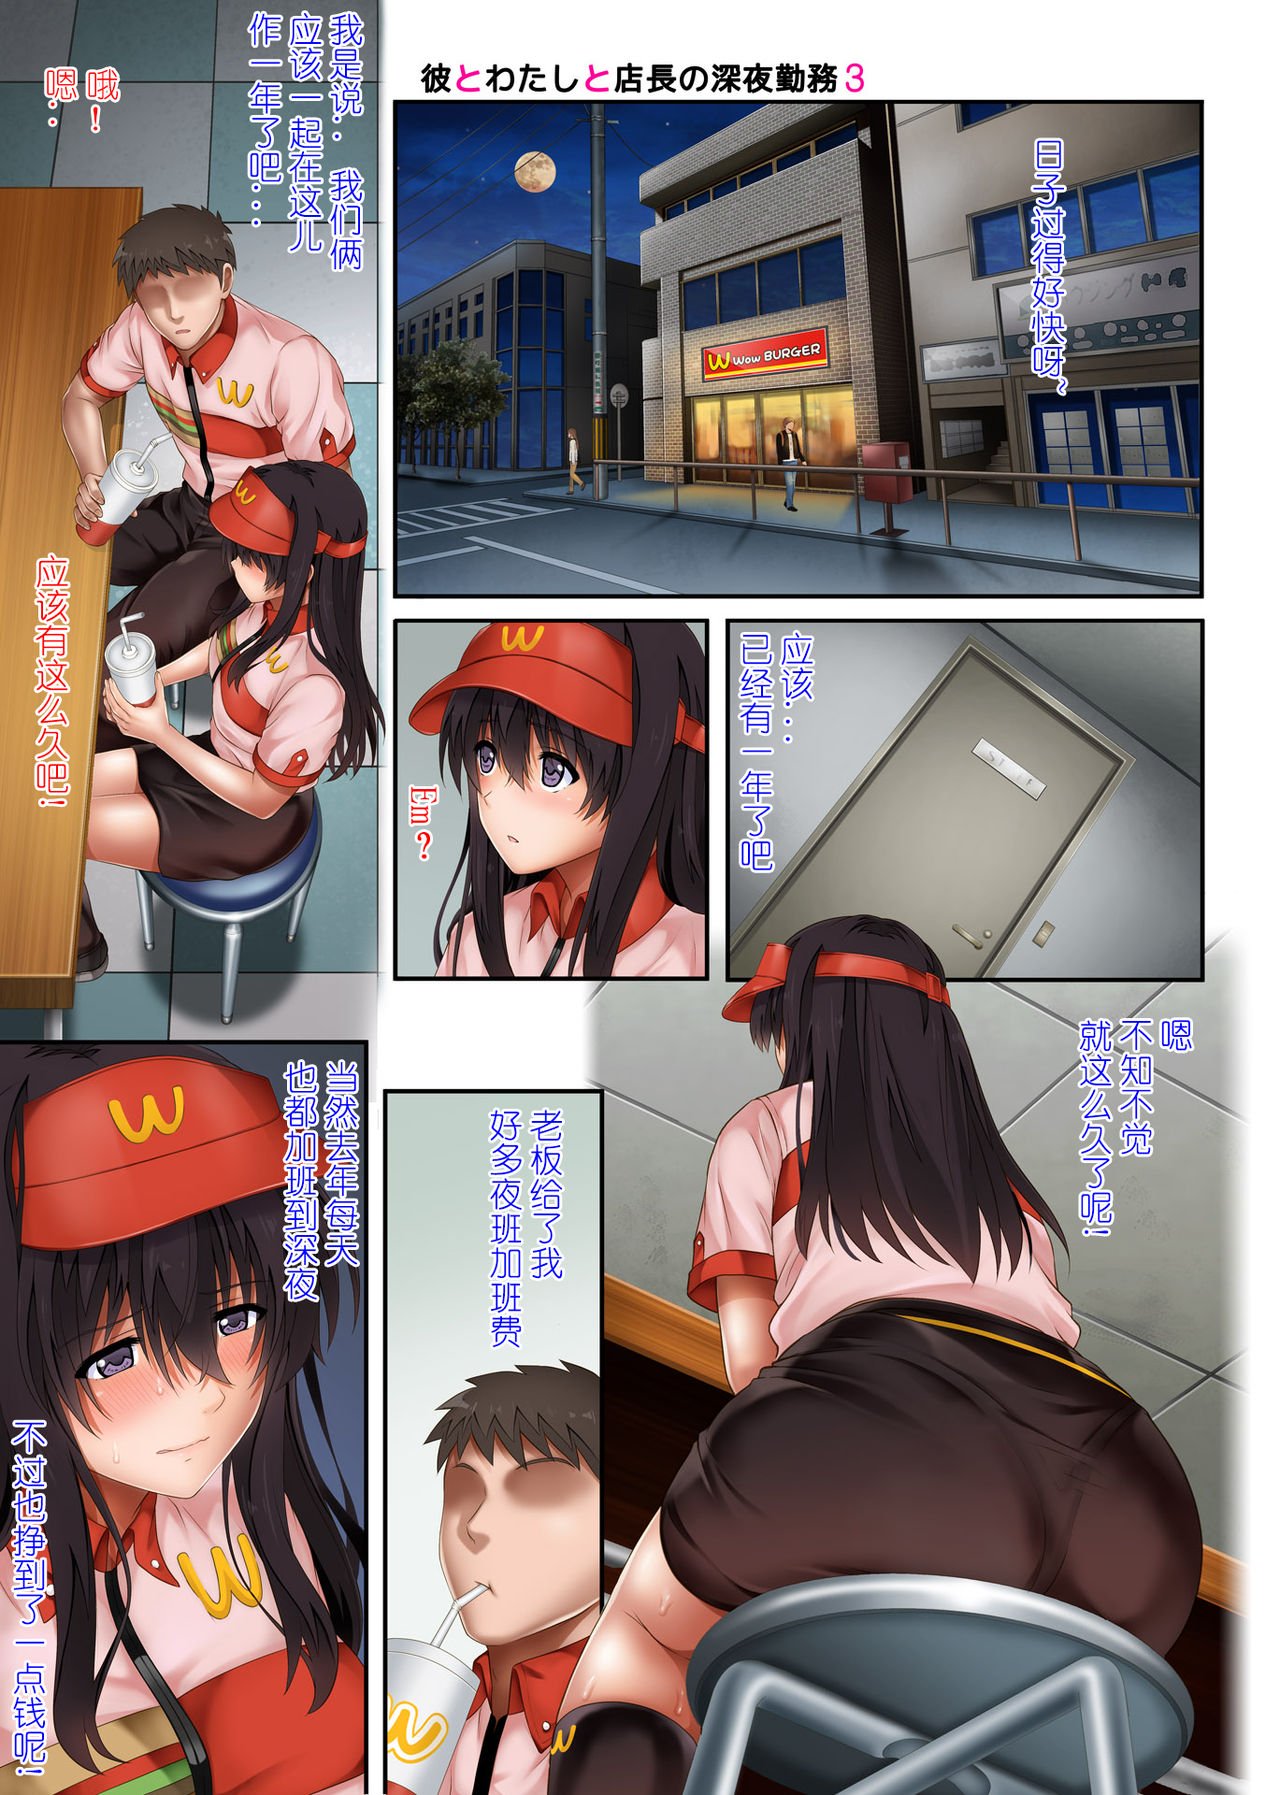 彼とわたしと店長の深夜勤務3
日子过得好快呀~
W WOW BURGER
应该...
已经有一年了吧
Em?
我是说..我们俩
应该一起在这儿
作一年了吧...
哦!
嗯..
应该有这么久吧!
嗯
不知不觉
就这么久了呢!
老板给了我
好多夜班加班费
当然去年每天
也都加班到深夜
不过也挣到了一点钱呢!